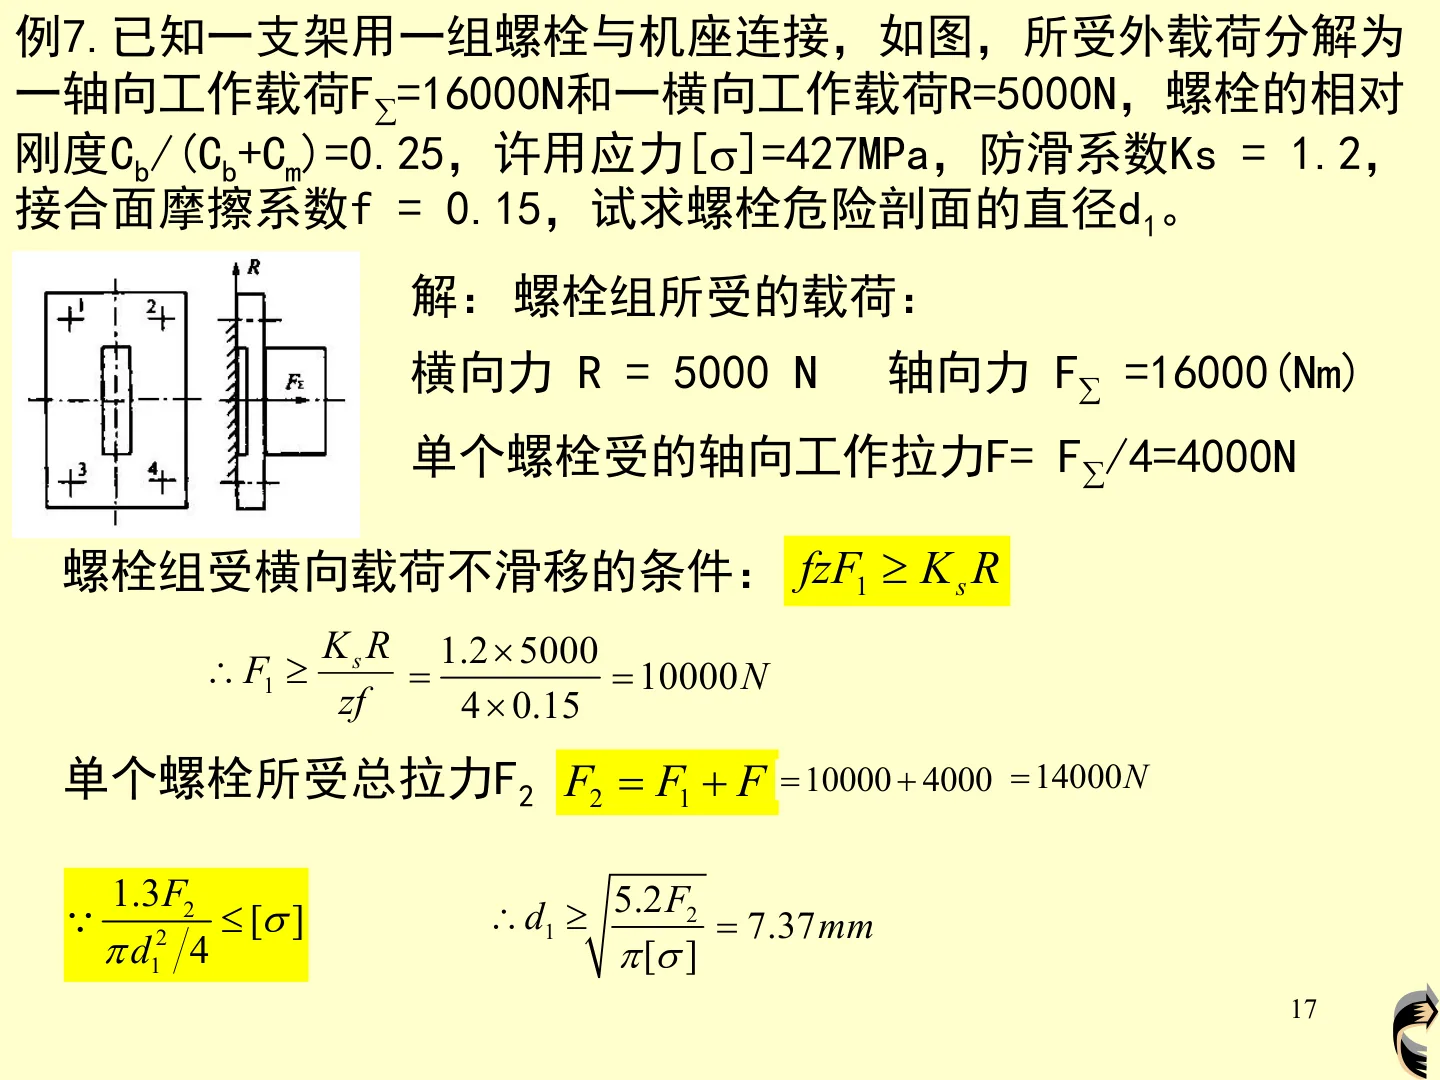 例7.已知一支架用一组螺栓与机座连接，如图，所受外载荷分解为
一轴向工作载荷F∑=16000N和一横向工作载荷R=5000N，螺栓的相对
刚度Cb/(Cb+Cm)=0.25，许用应力[σ]=427MPa，防滑系数Ks = 1.2，
接合面摩擦系数f = 0.15，试求螺栓危险剖面的直径d1。
R
1 2
FΣ
3 4
解： 螺栓组所受的载荷：
横向力 R = 5000 N 轴向力 F∑ =16000(Nm)
单个螺栓受的轴向工作拉力F= F∑/4=4000N
螺栓组受横向载荷不滑移的条件： fzF1 ≥ KsR
∴ F1 ≥ KsR/zf = 1.2×5000/4×0.15 = 10000N
单个螺栓所受总拉力F2 F2 = F1 + F = 10000 + 4000 = 14000N
∵ 1.3F2/(πd1²/4) ≤ [σ] ∴ d1 ≥ √(5.2F2/π[σ]) = 7.37mm
17